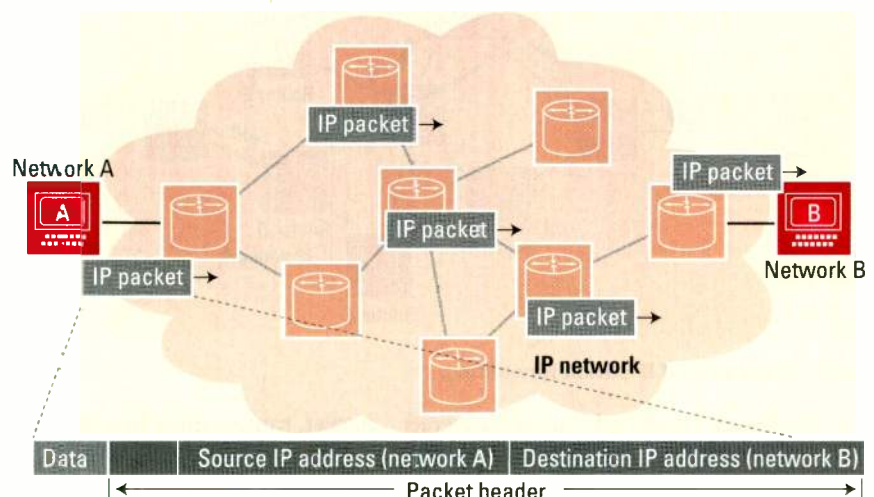 IP packet
Network A
IP packet
A
B
IP packet
Network B
IP packet
IP packet
IP network
Data
Source IP address (network A)
Destination IP address (network B)
Packet header